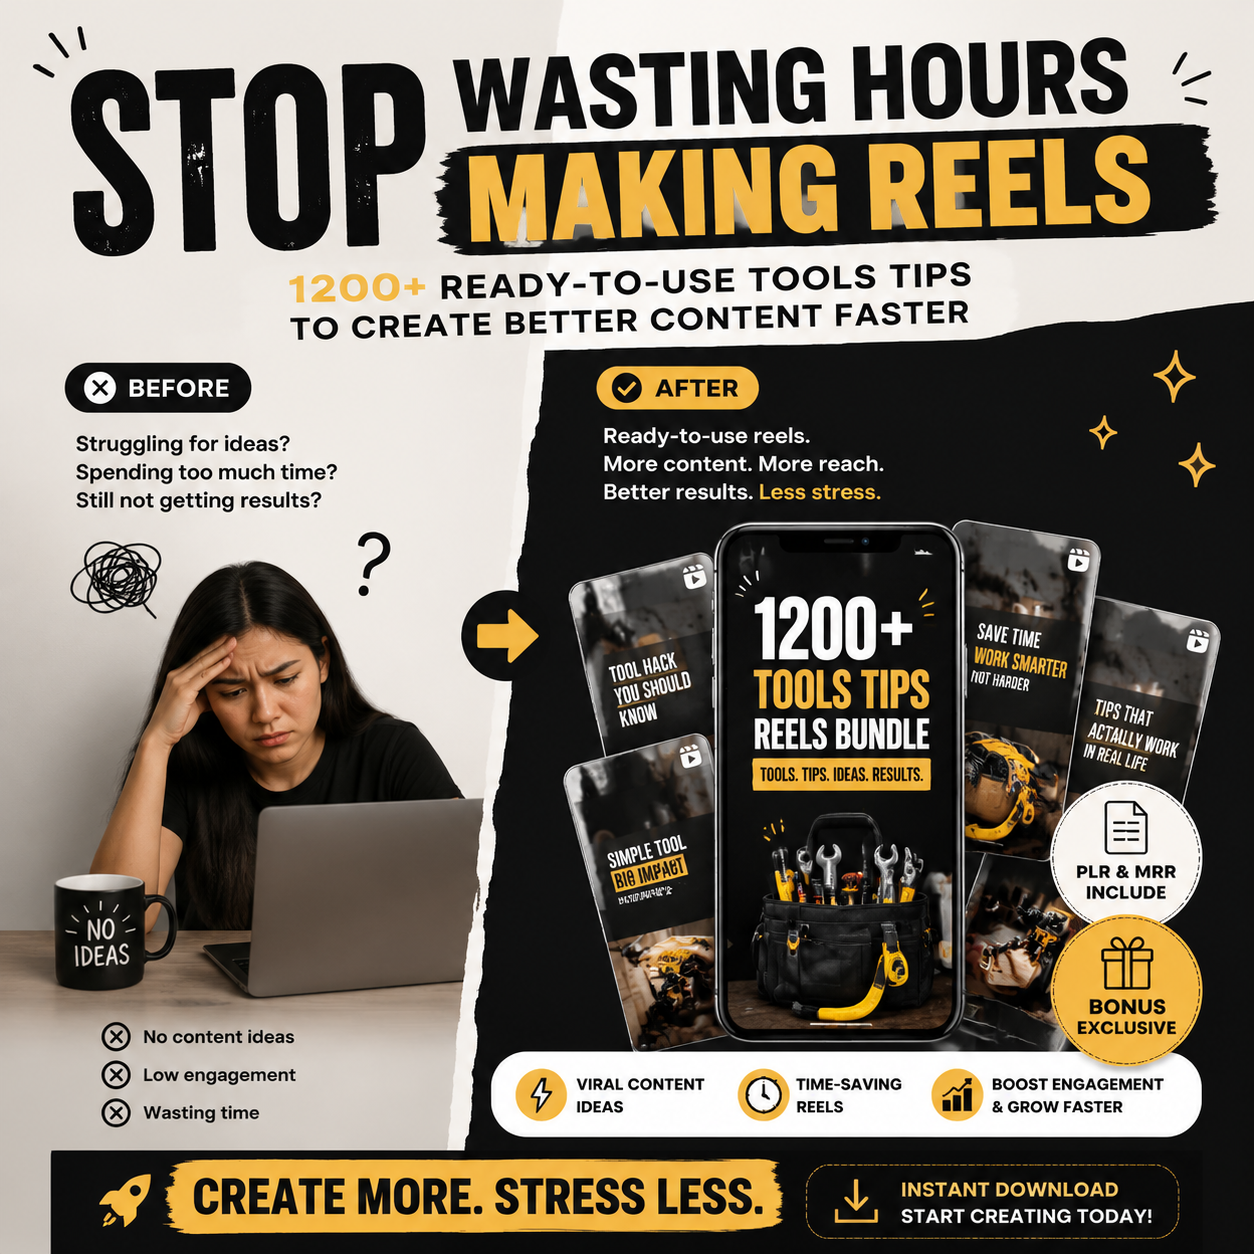 STOP WASTING HOURS
MAKING REELS
1200+ READY-TO-USE TOOLS TIPS
TO CREATE BETTER CONTENT FASTER
BEFORE
Struggling for ideas?
Spending too much time?
Still not getting results?
?
NO
IDEAS
No content ideas
Low engagement
Wasting time
AFTER
Ready-to-use reels.
More content. More reach.
Better results. Less stress.
TOOL HACK
YOU SHOULD
KNOW
SIMPLE TOOL
BIG IMPACT
1200+
TOOLS TIPS
REELS BUNDLE
TOOLS. TIPS. IDEAS. RESULTS.
SAVE TIME
WORK SMARTER
NOT HARDER
TIPS THAT
ACTALLY WORK
IN REAL LIFE
PLR & MRR
INCLUDE
BONUS
EXCLUSIVE
VIRAL CONTENT
IDEAS
TIME-SAVING
REELS
BOOST ENGAGEMENT
& GROW FASTER
CREATE MORE. STRESS LESS.
INSTANT DOWNLOAD
START CREATING TODAY!